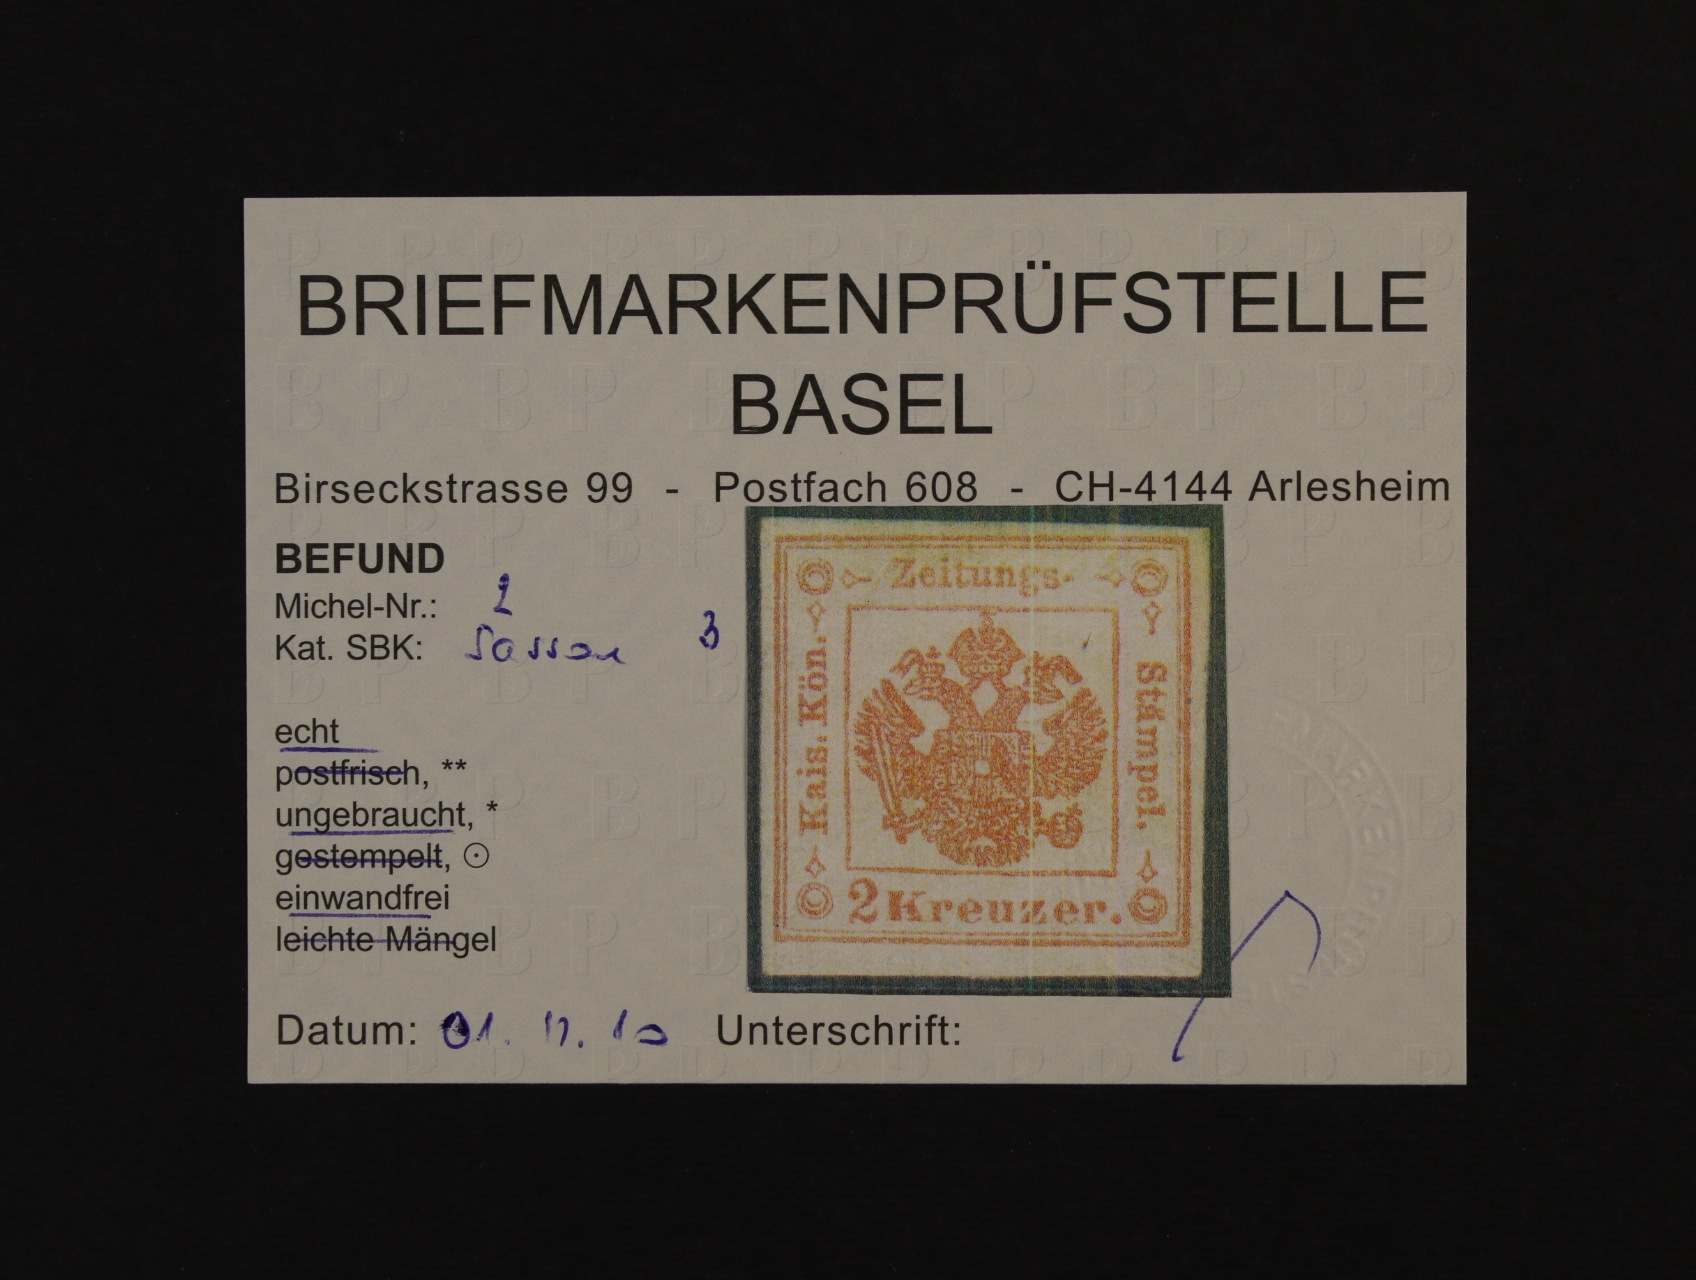 BRIEFMARKENPRÜFSTELLE
BASEL
Birseckstrasse 99 - Postfach 608 - CH-4144 Arlesheim
BEFUND
Michel-Nr.: 2
Kat. SBK: Sasson 3
echt
postfrisch, **
ungebraucht, *
gestempelt, ⊙
einwandfrei
leichte Mängel
Datum: 01. 11. 10 Unterschrift:
Zeitungs-
Kais. Kön.
Stämpel.
2 Kreuzer.